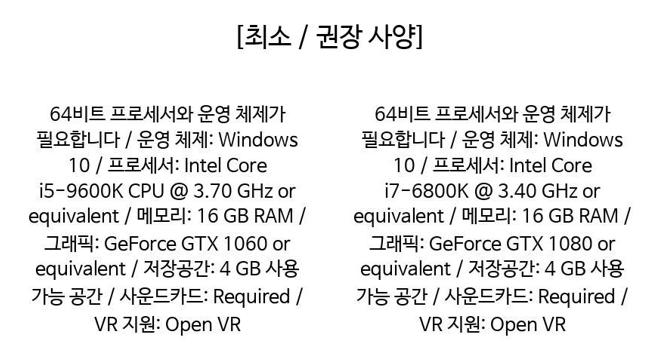 [최소 / 권장 사양]
64비트 프로세서와 운영 체제가
필요합니다 / 운영 체제: Windows
10 / 프로세서: Intel Core
i5-9600K CPU @ 3.70 GHz or
equivalent / 메모리: 16 GB RAM /
그래픽: GeForce GTX 1060 or
equivalent / 저장공간: 4 GB 사용
가능 공간 / 사운드카드: Required /
VR 지원: Open VR
64비트 프로세서와 운영 체제가
필요합니다 / 운영 체제: Windows
10 / 프로세서: Intel Core
i7-6800K @ 3.40 GHz or
equivalent / 메모리: 16 GB RAM /
그래픽: GeForce GTX 1080 or
equivalent / 저장공간: 4 GB 사용
가능 공간 / 사운드카드: Required /
VR 지원: Open VR